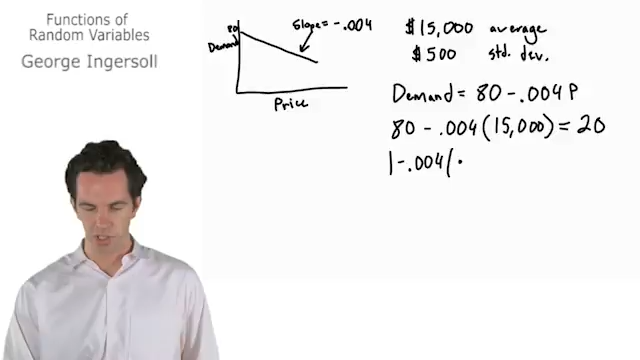 Functions of
Random Variables
George Ingersoll
80
Demand
Slope = -.004
Price
$15,000 average
$500 std. dev.
Demand = 80 - .004P
80 - .004(15,000) = 20
|-.004(